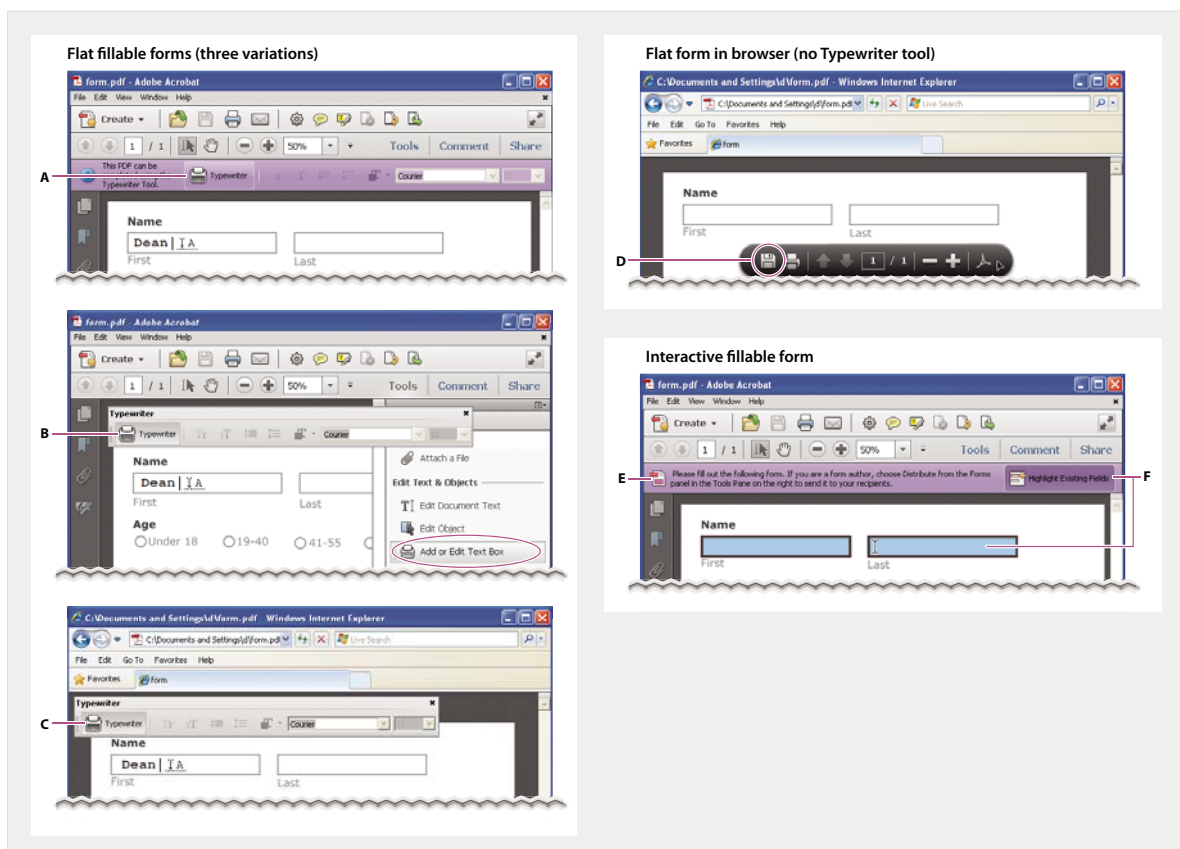 Flat fillable forms (three variations)
form.pdf - Adobe Acrobat
File Edit View Window Help
Create
1 / 1 50% Tools Comment Share
A
This PDF can be
Typewriter Tool.
Typewriter Courier
Name
Dean A
First Last
form.pdf - Adobe Acrobat
File Edit View Window Help
Create
1 / 1 50% Tools Comment Share
B
Typewriter
Typewriter Courier
Attach a File
Name
Edit Text & Objects
Dean A
First Last
Edit Document Text
Age
Edit Object
Under 18 19-40 41-55
Add or Edit Text Box
C:\Documents and Settings\d\form.pdf Windows Internet Explorer
C:\Documents and Settings\d\form.pd Live Search
File Edit Go To Favorites Help
Favorites form
Typewriter
C
Typewriter Courier
Name
Dean A
First Last
Flat form in browser (no Typewriter tool)
C:\Documents and Settings\d\form.pdf - Windows Internet Explorer
C:\Documents and Settings\d\form.pd Live Search
File Edit Go To Favorites Help
Favorites form
Name
First Last
D
1 / 1
Interactive fillable form
form.pdf - Adobe Acrobat
File Edit View Window Help
Create
1 / 1 50% Tools Comment Share
E
Please fill out the following form. If you are a form author, choose Distribute from the Forms
panel in the Tools Pane on the right to send it to your recipients.
Highlight Existing Fields
F
Name
First Last